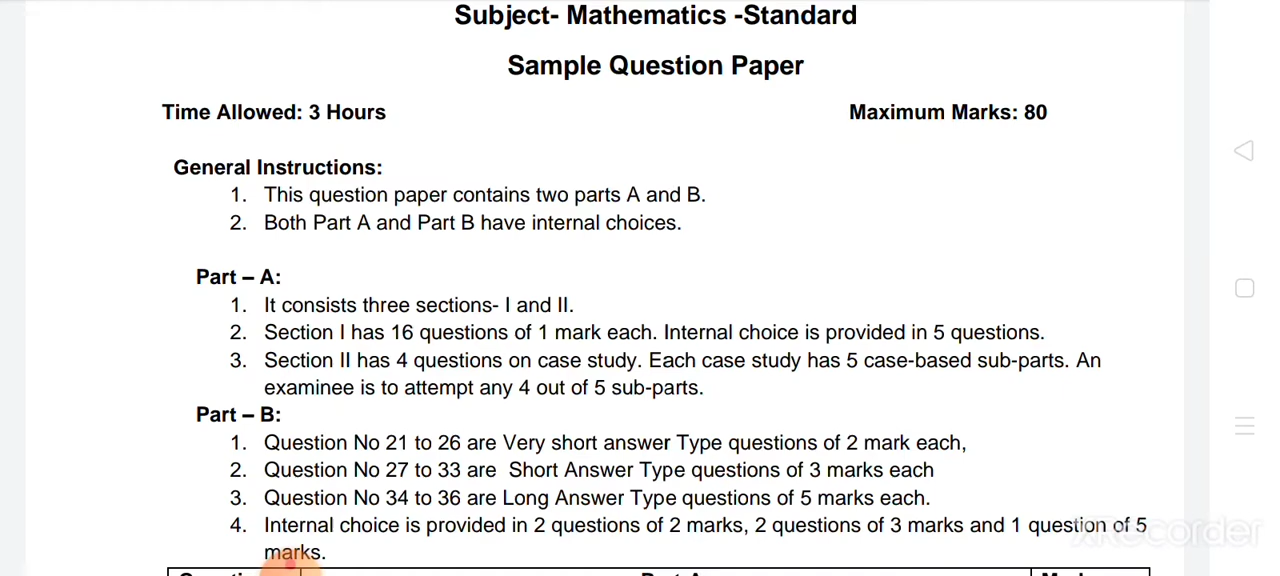 Subject- Mathematics -Standard
Sample Question Paper
Time Allowed: 3 Hours Maximum Marks: 80
General Instructions:
1. This question paper contains two parts A and B.
2. Both Part A and Part B have internal choices.
Part – A:
1. It consists three sections- I and II.
2. Section I has 16 questions of 1 mark each. Internal choice is provided in 5 questions.
3. Section II has 4 questions on case study. Each case study has 5 case-based sub-parts. An
examinee is to attempt any 4 out of 5 sub-parts.
Part – B:
1. Question No 21 to 26 are Very short answer Type questions of 2 mark each,
2. Question No 27 to 33 are Short Answer Type questions of 3 marks each
3. Question No 34 to 36 are Long Answer Type questions of 5 marks each.
4. Internal choice is provided in 2 questions of 2 marks, 2 questions of 3 marks and 1 question of 5
marks.
XRecorder